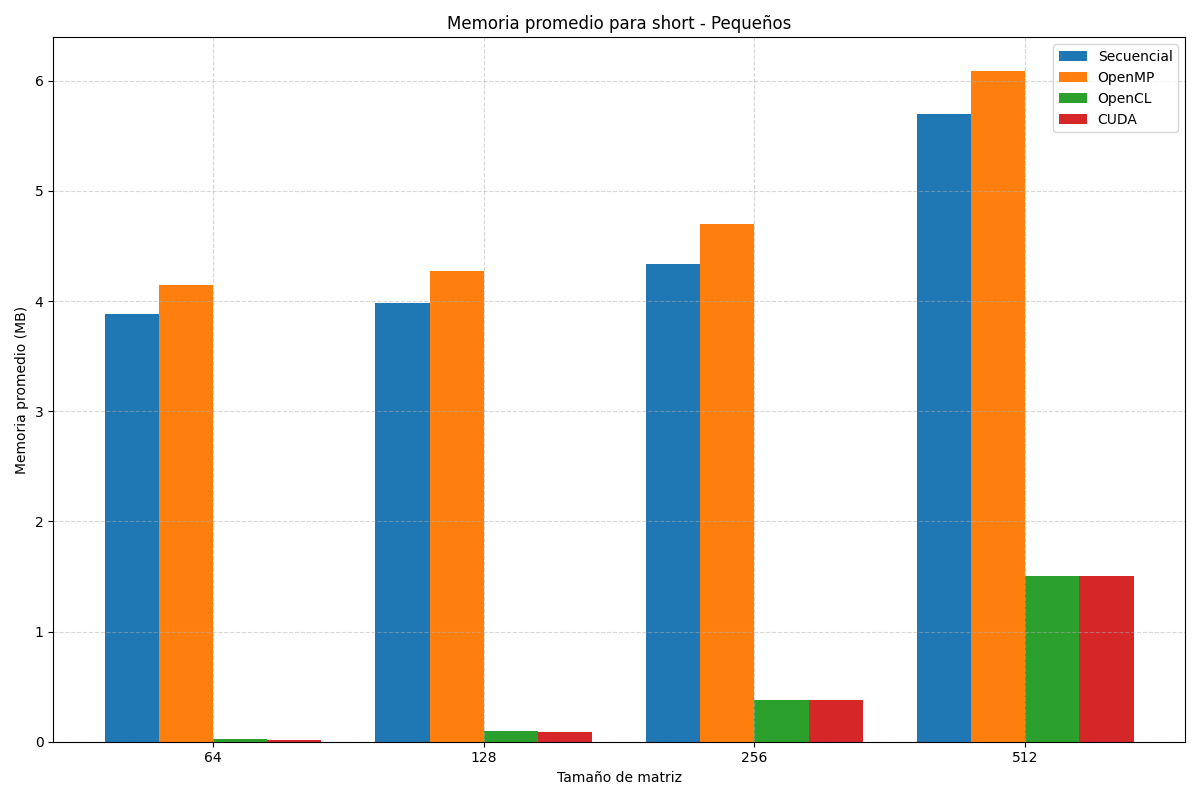 Memoria promedio para short - Pequeños
Secuencial
OpenMP
OpenCL
CUDA
Memoria promedio (MB)
6
5
4
3
2
1
0
64
128
256
512
Tamaño de matriz